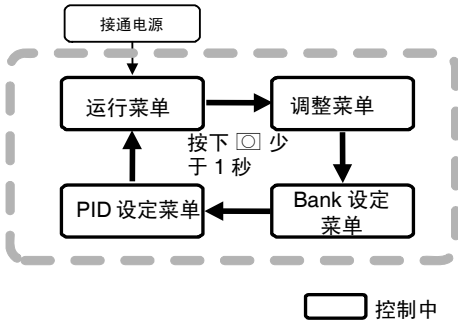 接通电源
运行菜单
调整菜单
按下 ◯ 少
于 1 秒
PID 设定菜单
Bank 设定
菜单
控制中